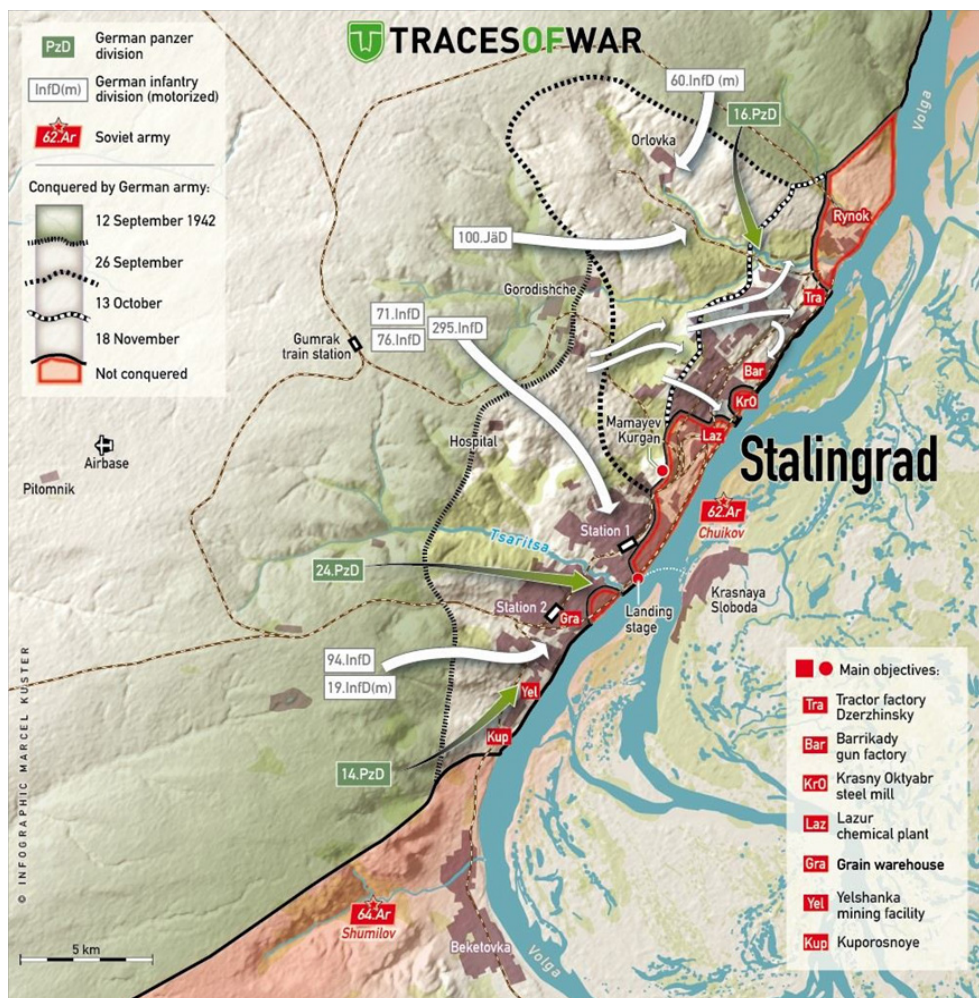 TRACESOFWAR
PzD
German panzer
division
InfD(m)
German infantry
division (motorized)
62.Ar
Soviet army
Conquered by German army:
12 September 1942
26 September
13 October
18 November
Not conquered
60.InfD (m)
16.PzD
Volga
Orlovka
Rynok
100.JäD
Gorodishche
Tra
71.InfD
76.InfD
295.InfD
Gumrak
train station
Bar
KrO
Mamayev
Kurgan
Laz
Hospital
Airbase
Pitomnik
Stalingrad
62.Ar
Chuikov
Station 1
Tsaritsa
24.PzD
Krasnaya
Sloboda
Station 2
Gra
Landing
stage
94.InfD
19.InfD(m)
Yel
Kup
14.PzD
64.Ar
Shumilov
Beketovka
Volga
5 km
© INFOGRAPHIC MARCEL KUSTER
Main objectives:
Tra
Tractor factory
Dzerzhinsky
Bar
Barrikady
gun factory
KrO
Krasny Oktyabr
steel mill
Laz
Lazur
chemical plant
Gra
Grain warehouse
Yel
Yelshanka
mining facility
Kup
Kuporosnoye